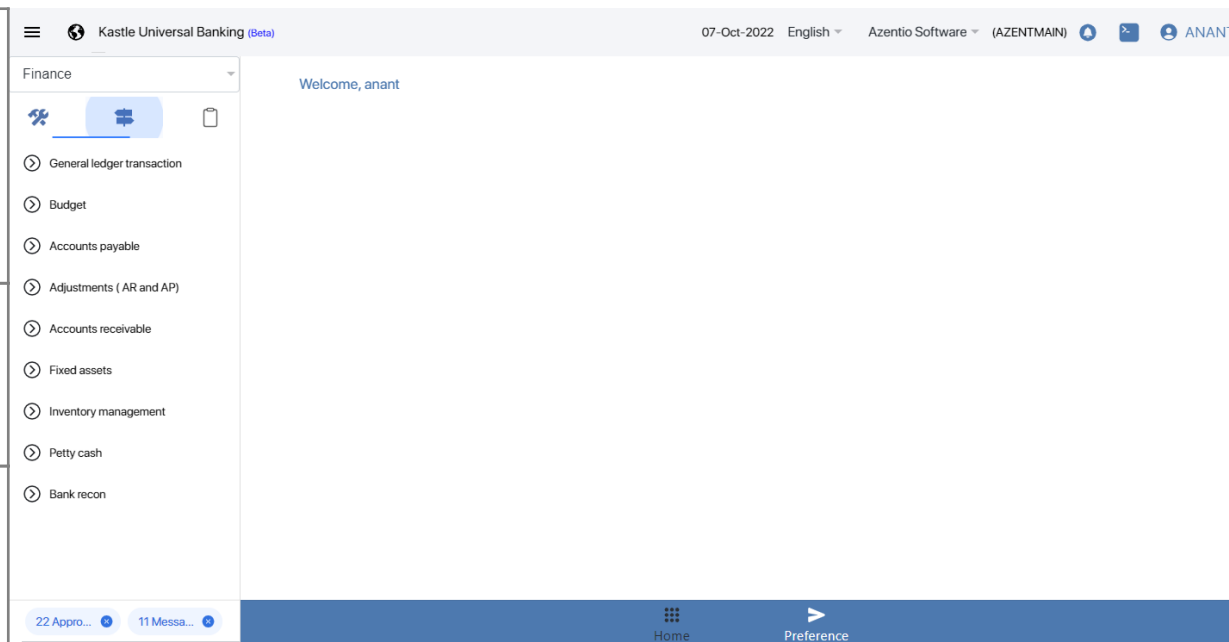 Kastle Universal Banking (Beta) 07-Oct-2022 English Azentio Software (AZENTMAIN) ANANT
Finance
Welcome, anant
General ledger transaction
Budget
Accounts payable
Adjustments ( AR and AP)
Accounts receivable
Fixed assets
Inventory management
Petty cash
Bank recon
22 Appro... 11 Messa...
Home Preference